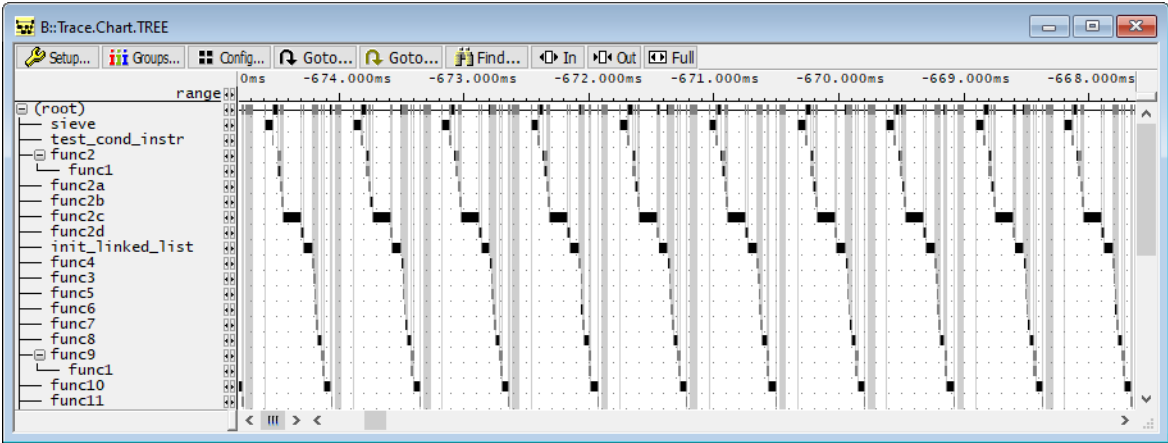 B::Trace.Chart.TREE
Setup... Groups... Config... Goto... Goto... Find... In Out Full
0ms -674.000ms -673.000ms -672.000ms -671.000ms -670.000ms -669.000ms -668.000ms
range
(root)
sieve
test_cond_instr
func2
func1
func2a
func2b
func2c
func2d
init_linked_list
func4
func3
func5
func6
func7
func8
func9
func1
func10
func11